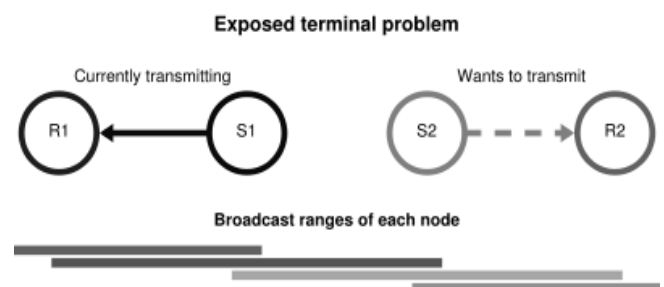 Exposed terminal problem
Currently transmitting
Wants to transmit
R1
S1
S2
R2
Broadcast ranges of each node